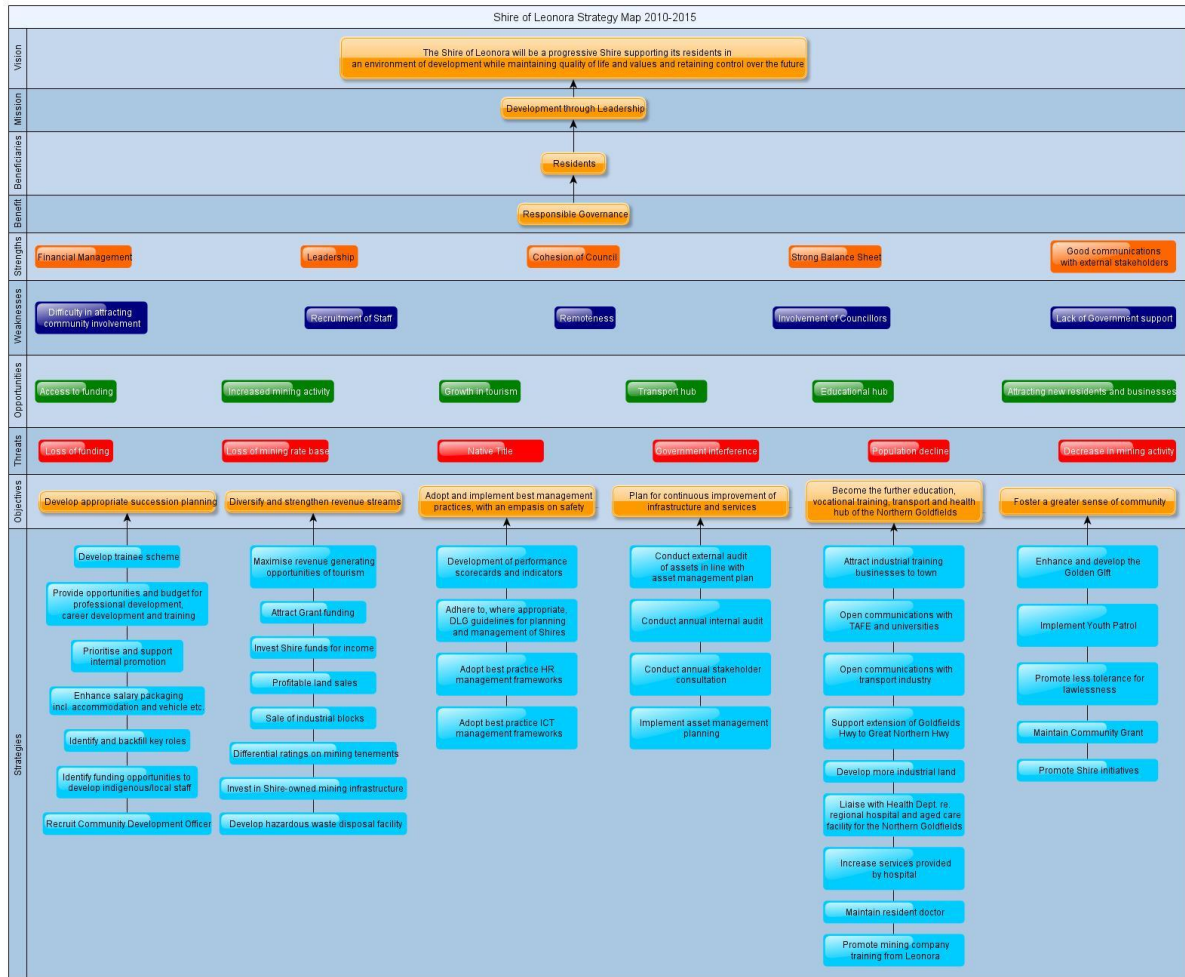 Shire of Leonora Strategy Map 2010-2015
Vision
The Shire of Leonora will be a progressive Shire supporting its residents in
an environment of development while maintaining quality of life and values and retaining control over the future
Mission
Development through Leadership
Beneficiaries
Residents
Benefit
Responsible Governance
Strengths
Financial Management
Leadership
Cohesion of Council
Strong Balance Sheet
Good communications
with external stakeholders
Weaknesses
Difficulty in attracting
community involvement
Recruitment of Staff
Remoteness
Involvement of Councillors
Lack of Government support
Opportunities
Access to funding
Increased mining activity
Growth in tourism
Transport hub
Educational hub
Attracting new residents and businesses
Threats
Loss of funding
Loss of mining rate base
Native Title
Government interference
Population decline
Decrease in mining activity
Objectives
Develop appropriate succession planning
Diversify and strengthen revenue streams
Adopt and implement best management
practices, with an empasis on safety
Plan for continuous improvement of
infrastructure and services
Become the further education,
vocational training, transport and health
hub of the Northern Goldfields
Foster a greater sense of community
Strategies
Develop trainee scheme
Provide opportunities and budget for
professional development,
career development and training
Prioritise and support
internal promotion
Enhance salary packaging
incl. accommodation and vehicle etc.
Identify and backfill key roles
Identify funding opportunities to
develop indigenous/local staff
Recruit Community Development Officer
Maximise revenue generating
opportunities of tourism
Attract Grant funding
Invest Shire funds for income
Profitable land sales
Sale of industrial blocks
Differential ratings on mining tenements
Invest in Shire-owned mining infrastructure
Develop hazardous waste disposal facility
Development of performance
scorecards and indicators
Adhere to, where appropriate,
DLG guidelines for planning
and management of Shires
Adopt best practice HR
management frameworks
Adopt best practice ICT
management frameworks
Conduct external audit
of assets in line with
asset management plan
Conduct annual internal audit
Conduct annual stakeholder
consultation
Implement asset management
planning
Attract industrial training
businesses to town
Open communications with
TAFE and universities
Open communications with
transport industry
Support extension of Goldfields
Hwy to Great Northern Hwy
Develop more industrial land
Liaise with Health Dept. re.
regional hospital and aged care
facility for the Northern Goldfields
Increase services provided
by hospital
Maintain resident doctor
Promote mining company
training from Leonora
Enhance and develop the
Golden Gift
Implement Youth Patrol
Promote less tolerance for
lawlessness
Maintain Community Grant
Promote Shire initiatives